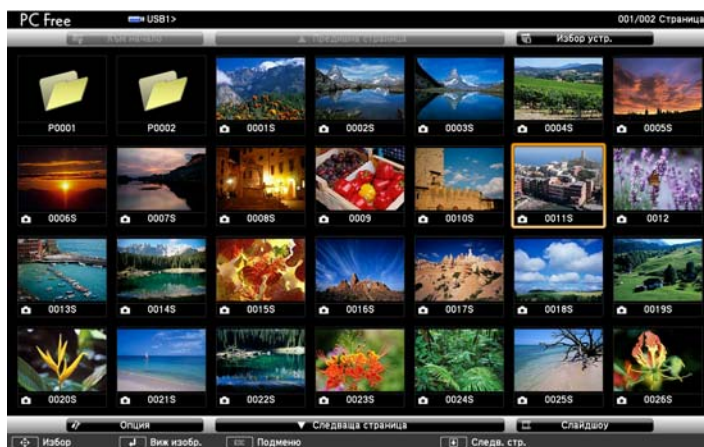 PC Free USB1> 001/002 Страница
Към начало Предишна страница Избор устр.
P0001 P0002 0001S 0002S 0003S 0004S 0005S
0006S 0007S 0008S 0009 0010S 0011S 0012
0013S 0014S 0015S 0016S 0017S 0018S 0019S
0020S 0021S 0022S 0023S 0024S 0025S 0026S
Опция Следваща страница Слайдшоу
Избор Виж изобр. Esc Подменю Следв. стр.